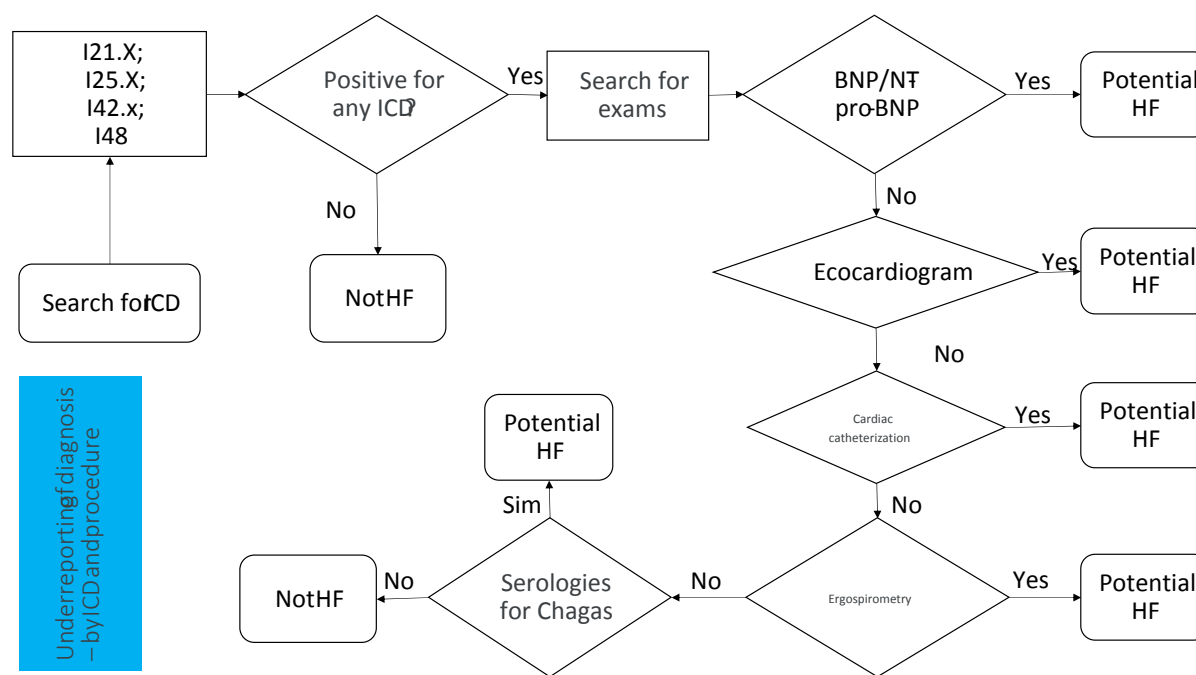 I21.X;
I25.X;
I42.x;
I48
Positive for
any ICD?
Yes
Search for
exams
BNP/NT
pro-BNP
Yes
Potential
HF
No
No
Search for ICD
Not HF
Ecocardiogram
Yes
Potential
HF
No
Cardiac
catheterization
Yes
Potential
HF
Potential
HF
No
Sim
Serologies
for Chagas
No
Not HF
No
Ergospirometry
Yes
Potential
HF
Underreporting of diagnosis
– by ICD and procedure